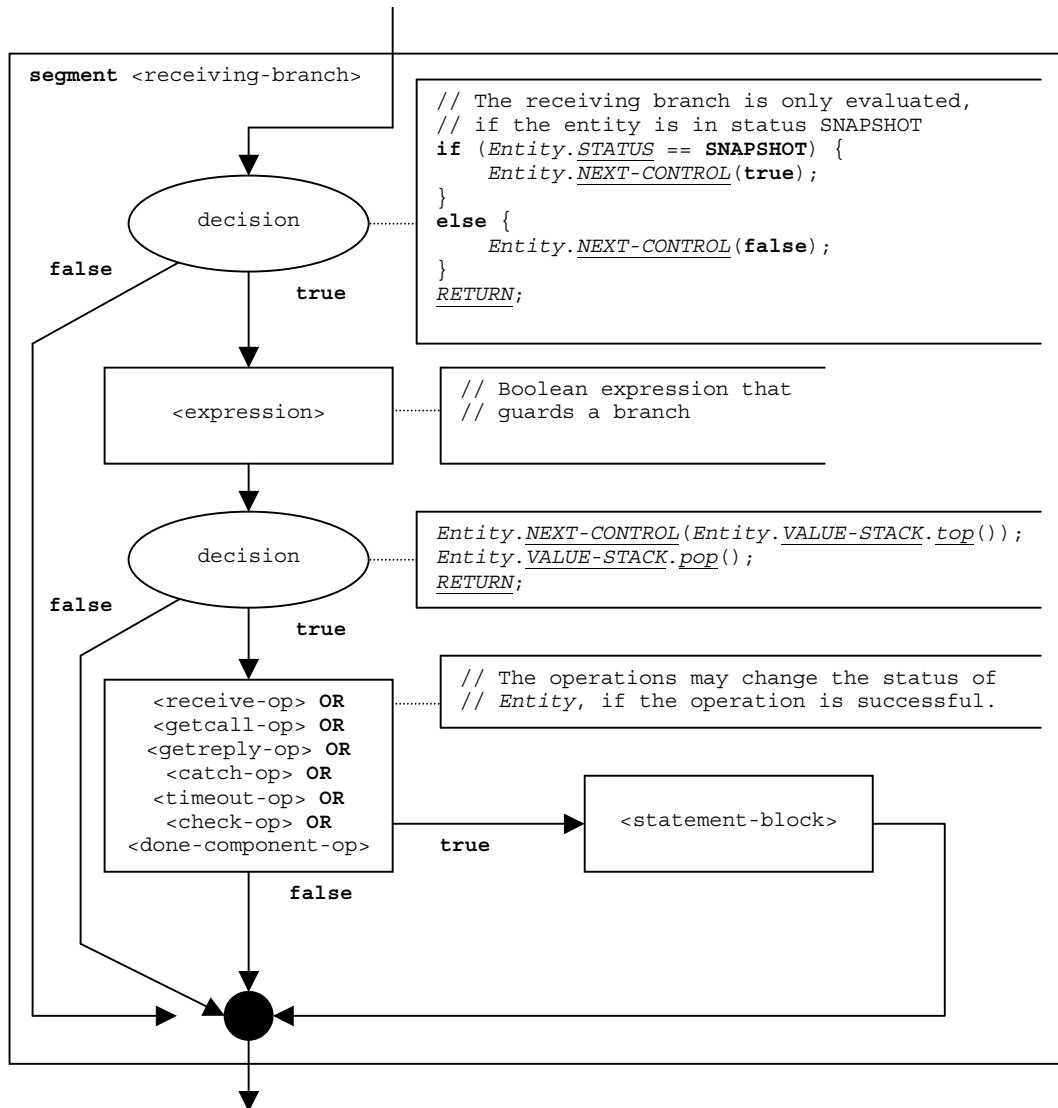 segment <receiving-branch>
// The receiving branch is only evaluated,
// if the entity is in status SNAPSHOT
if (Entity.STATUS == SNAPSHOT) {
    Entity.NEXT-CONTROL(true);
}
else {
    Entity.NEXT-CONTROL(false);
}
RETURN;
decision
false
true
<expression>
// Boolean expression that
// guards a branch
decision
Entity.NEXT-CONTROL(Entity.VALUE-STACK.top());
Entity.VALUE-STACK.pop();
RETURN;
false
true
// The operations may change the status of
// Entity, if the operation is successful.
<receive-op> OR
<getcall-op> OR
<getreply-op> OR
<catch-op> OR
<timeout-op> OR
<check-op> OR
<done-component-op>
true
<statement-block>
false